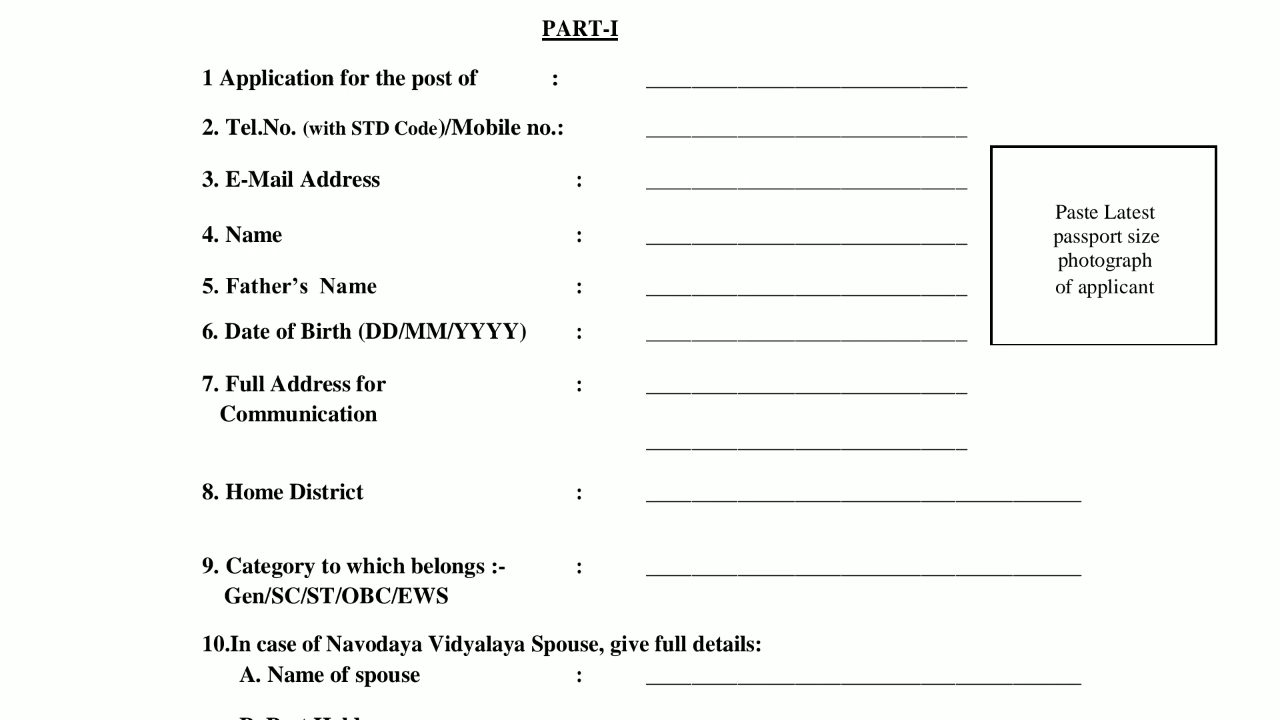 PART-I
1 Application for the post of :
2. Tel.No. (with STD Code)/Mobile no.:
3. E-Mail Address :
4. Name :
5. Father’s Name :
6. Date of Birth (DD/MM/YYYY) :
Paste Latest
passport size
photograph
of applicant
7. Full Address for :
Communication
8. Home District :
9. Category to which belongs :- :
Gen/SC/ST/OBC/EWS
10.In case of Navodaya Vidyalaya Spouse, give full details:
A. Name of spouse :